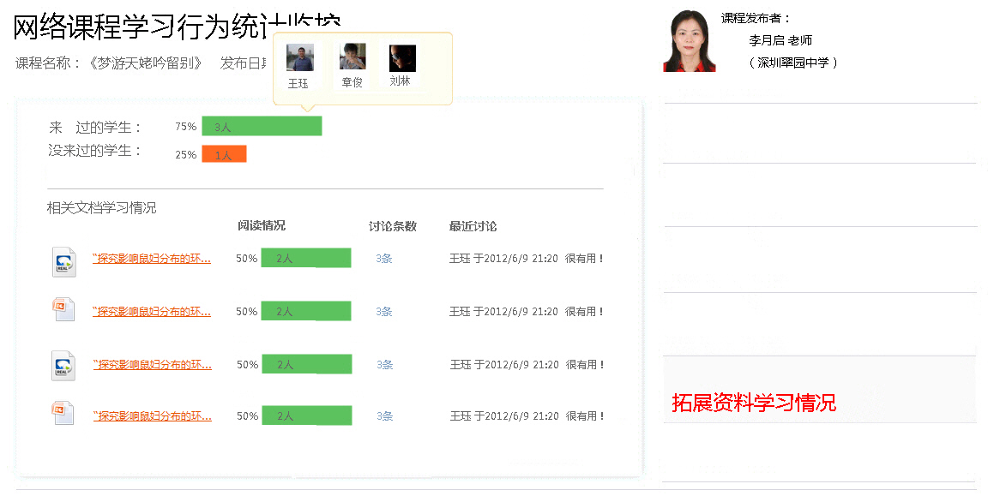 网络课程学习行为统计监控
课程名称：《梦游天姥吟留别》 发布日
王珏
章俊
刘林
课程发布者：
李月启 老师
（ 深圳翠园中学 ）
来 过的学生： 75% 3人
没来过的学生： 25% 1人
相关文档学习情况
阅读情况 讨论条数 最近讨论
REAL “探究影响鼠妇分布的环... 50% 2人 3条 王珏 于2012/6/9 21:20 很有用！
“探究影响鼠妇分布的环... 50% 2人 3条 王珏 于2012/6/9 21:20 很有用！
REAL “探究影响鼠妇分布的环... 50% 2人 3条 王珏 于2012/6/9 21:20 很有用！
“探究影响鼠妇分布的环... 50% 2人 3条 王珏 于2012/6/9 21:20 很有用！
拓展资料学习情况